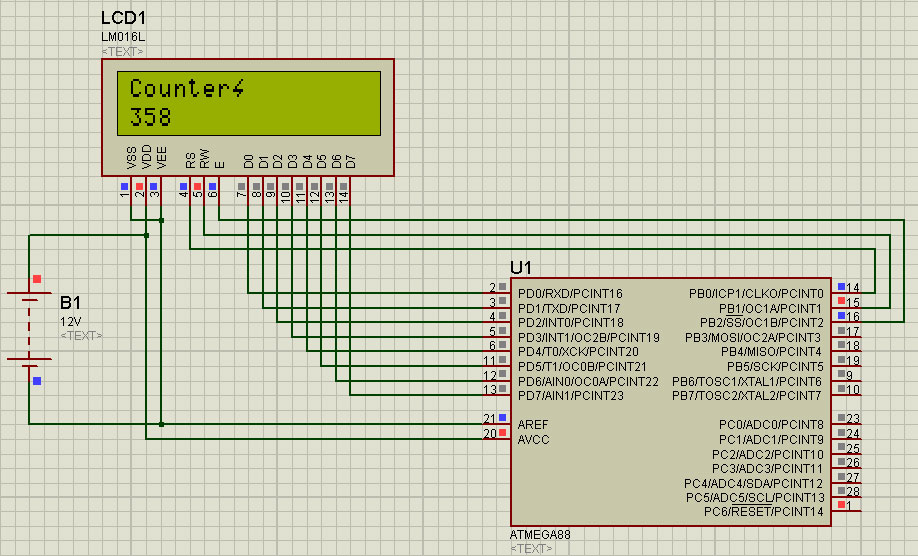 LCD1
LM016L
<TEXT>
Counter4
358
VSS
VDD
VEE
RS
RW
E
D0
D1
D2
D3
D4
D5
D6
D7
1
2
3
4
5
6
7
8
9
10
11
12
13
14
B1
12V
<TEXT>
U1
2 PD0/RXD/PCINT16 PB0/ICP1/CLKO/PCINT0 14
3 PD1/TXD/PCINT17 PB1/OC1A/PCINT1 15
4 PD2/INT0/PCINT18 PB2/SS/OC1B/PCINT2 16
5 PD3/INT1/OC2B/PCINT19 PB3/MOSI/OC2A/PCINT3 17
6 PD4/T0/XCK/PCINT20 PB4/MISO/PCINT4 18
11 PD5/T1/OC0B/PCINT21 PB5/SCK/PCINT5 19
12 PD6/AIN0/OC0A/PCINT22 PB6/TOSC1/XTAL1/PCINT6 9
13 PD7/AIN1/PCINT23 PB7/TOSC2/XTAL2/PCINT7 10
21 AREF PC0/ADC0/PCINT8 23
20 AVCC PC1/ADC1/PCINT9 24
PC2/ADC2/PCINT10 25
PC3/ADC3/PCINT11 26
PC4/ADC4/SDA/PCINT12 27
PC5/ADC5/SCL/PCINT13 28
PC6/RESET/PCINT14 1
ATMEGA88
<TEXT>